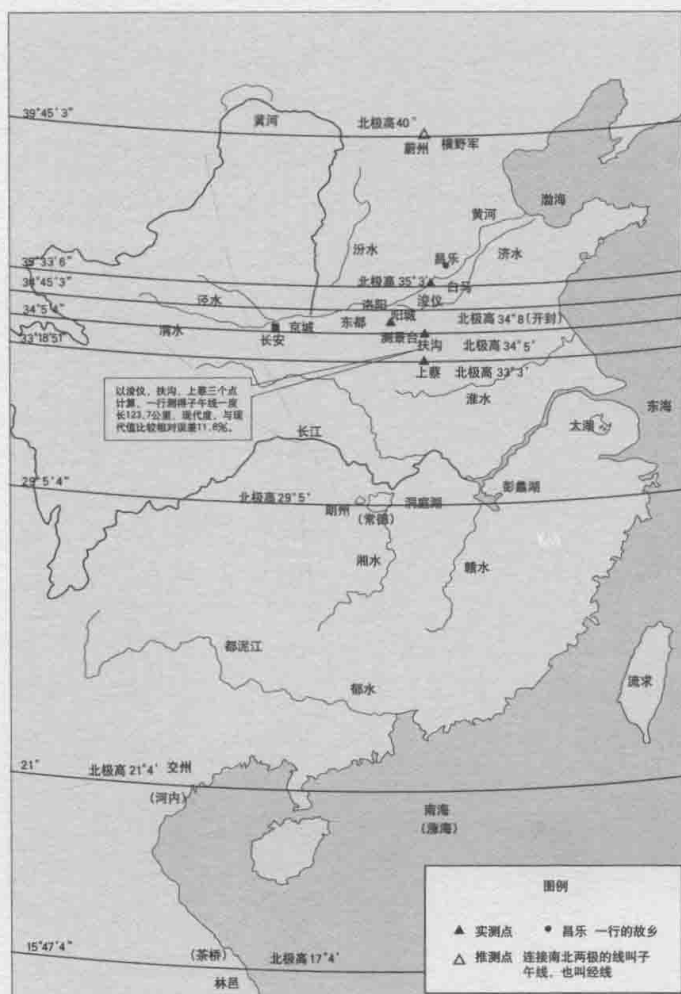 39°45′3″
北极高40°
黄河
蔚州
横野军
渤海
黄河
汾水
济水
昌乐
35°33′6″
北极高35°3′
白马
34°45′3″
泾水
洛阳
浚仪
34°5′4″
京城
东都
阳城
北极高34°8(开封)
渭水
长安
测景台
扶沟
北极高34°5′
33°18′51″
上蔡
北极高33°3′
以浚仪、扶沟、上蔡三个点
计算，一行测得子午线一度
长123.7公里，现代度，与现
代值比较相对误差11.8%。
淮水
东海
太湖
长江
29°5′4″
北极高29°5′
朗州
(常德)
洞庭湖
彭蠡湖
湘水
赣水
都泥江
郁水
流求
21°
北极高21°4′
交州
(河内)
南海
(涨海)
15°47′4″
(茶桥)
北极高17°4′
林邑
图例
▲ 实测点 ● 昌乐 一行的故乡
△ 推测点 连接南北两极的线叫子
午线，也叫经线